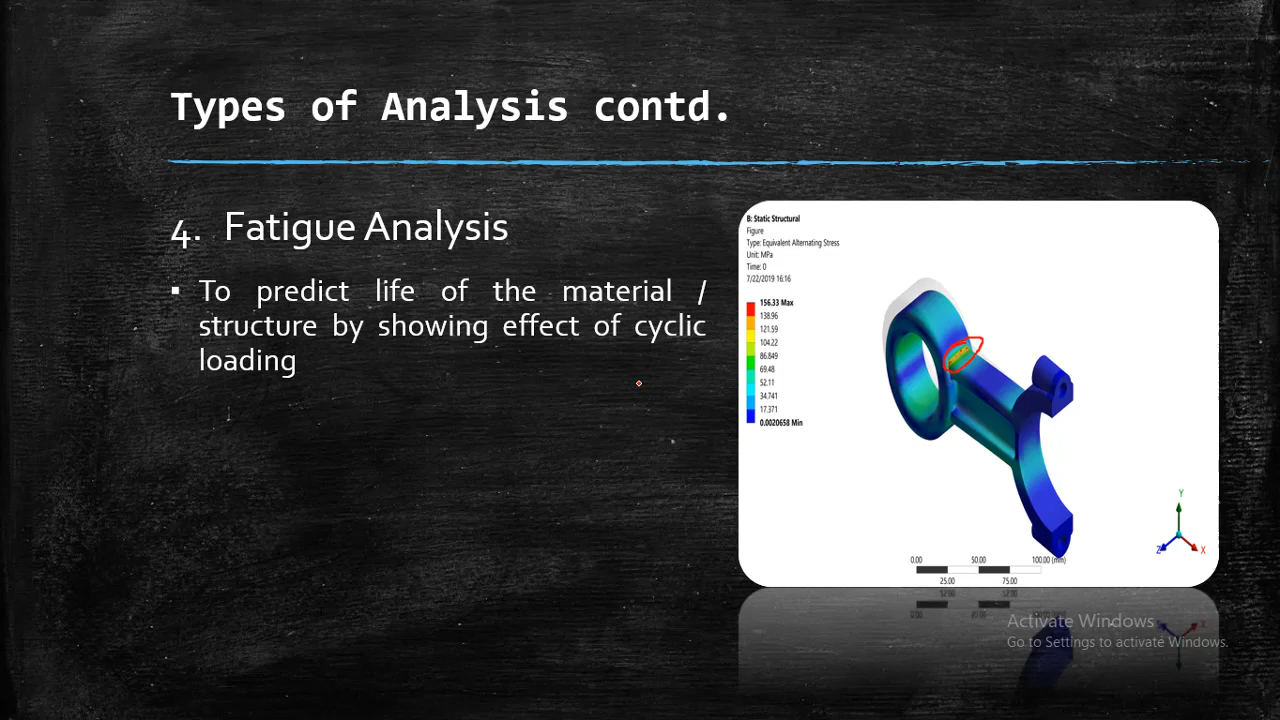 Types of Analysis contd.
4. Fatigue Analysis
▪ To predict life of the material /
structure by showing effect of cyclic
loading
B: Static Structural
Figure
Type: Equivalent Alternating Stress
Unit: MPa
Time: 0
7/22/2019 16:16
156.33 Max
138.96
121.59
104.22
86.849
69.48
52.11
34.741
17.371
0.0020658 Min
Y
Z X
0.00 50.00 100.00 (mm)
25.00 75.00
Activate Windows
Go to Settings to activate Windows.